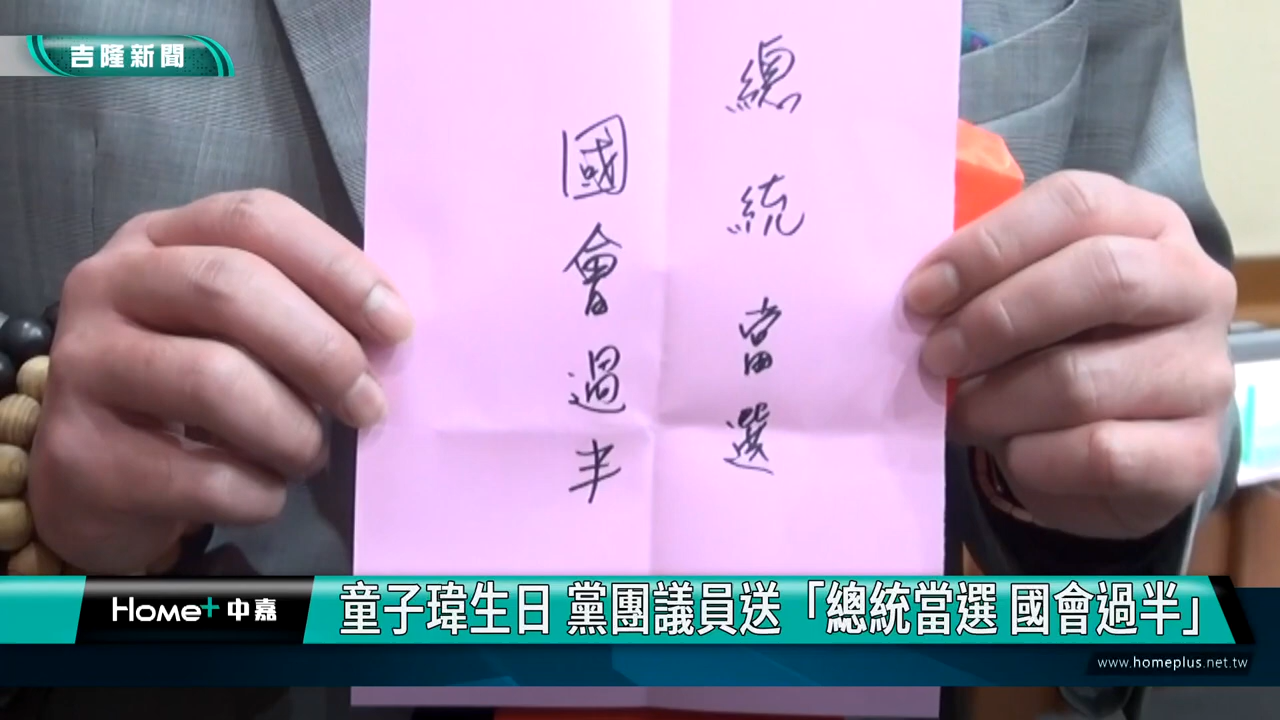 吉隆新聞
總統當選
國會過半
Home+ 中嘉
童子瑋生日 黨團議員送「總統當選 國會過半」
www.homeplus.net.tw